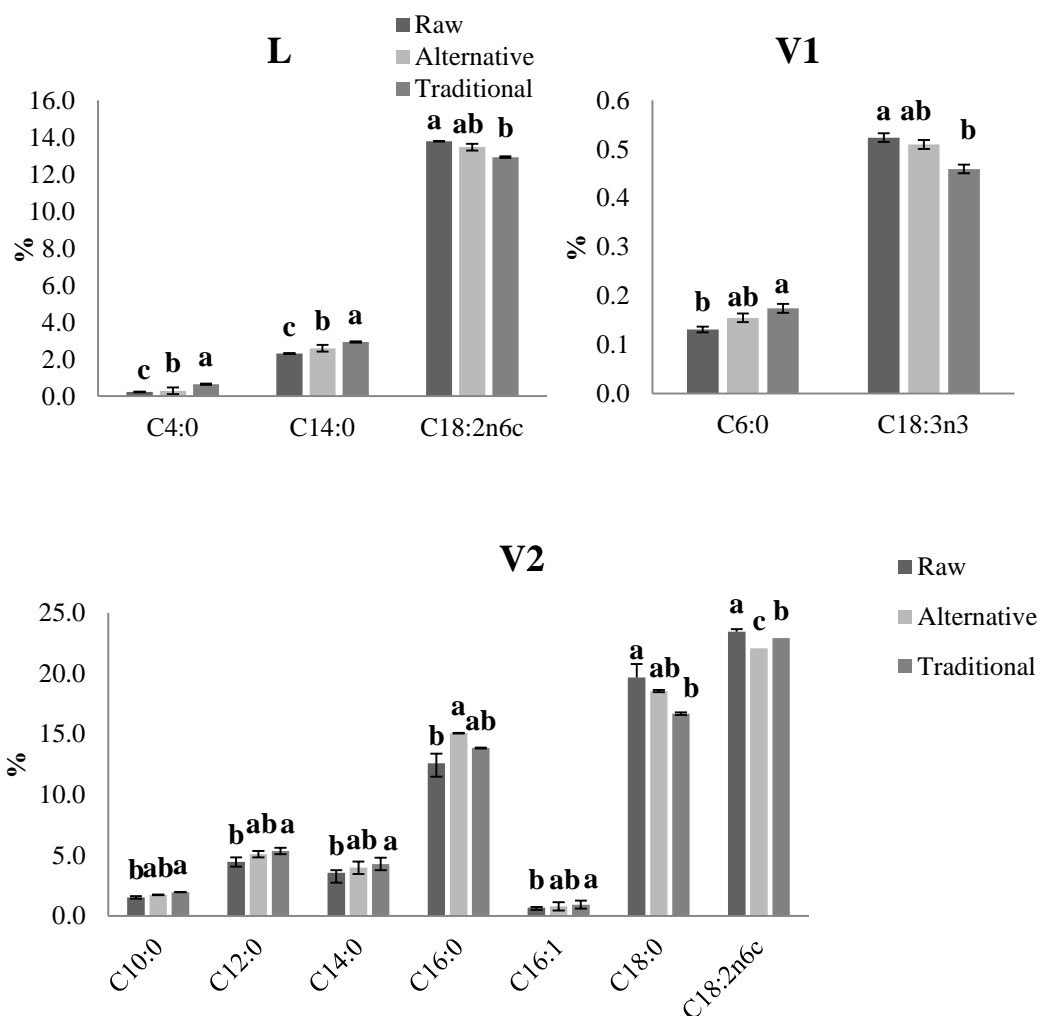 L
Raw
Alternative
Traditional
16.0
14.0
12.0
10.0
8.0
6.0
4.0
2.0
0.0
%
c b a
c b a
a ab b
C4:0 C14:0 C18:2n6c
V1
0.6
0.5
0.4
0.3
0.2
0.1
0.0
%
b ab a
a ab b
C6:0 C18:3n3
V2
Raw
Alternative
Traditional
25.0
20.0
15.0
10.0
5.0
0.0
%
b ab a
b ab a
b ab a
b a ab
b ab a
a ab b
a c b
C10:0 C12:0 C14:0 C16:0 C16:1 C18:0 C18:2n6c